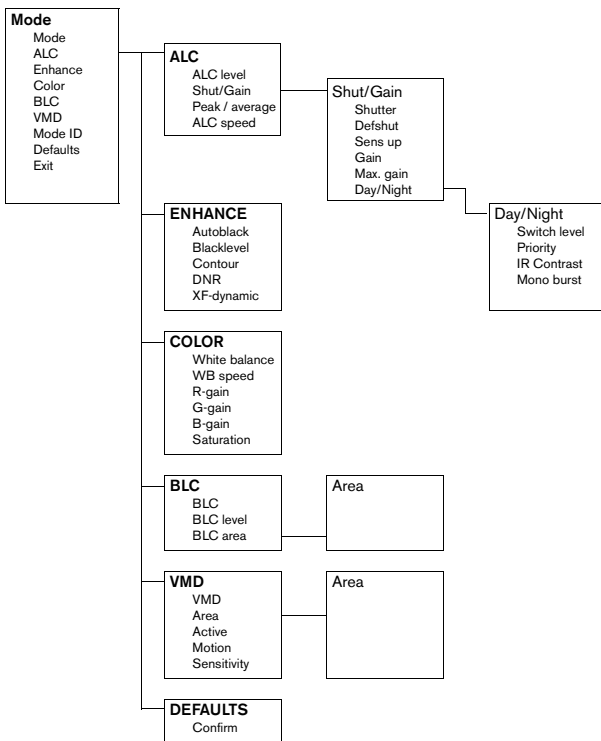 Mode
Mode
ALC
Enhance
Color
BLC
VMD
Mode ID
Defaults
Exit
ALC
ALC level
Shut/Gain
Peak / average
ALC speed
Shut/Gain
Shutter
Defshut
Sens up
Gain
Max. gain
Day/Night
Day/Night
Switch level
Priority
IR Contrast
Mono burst
ENHANCE
Autoblack
Blacklevel
Contour
DNR
XF-dynamic
COLOR
White balance
WB speed
R-gain
G-gain
B-gain
Saturation
BLC
BLC
BLC level
BLC area
Area
VMD
VMD
Area
Active
Motion
Sensitivity
Area
DEFAULTS
Confirm